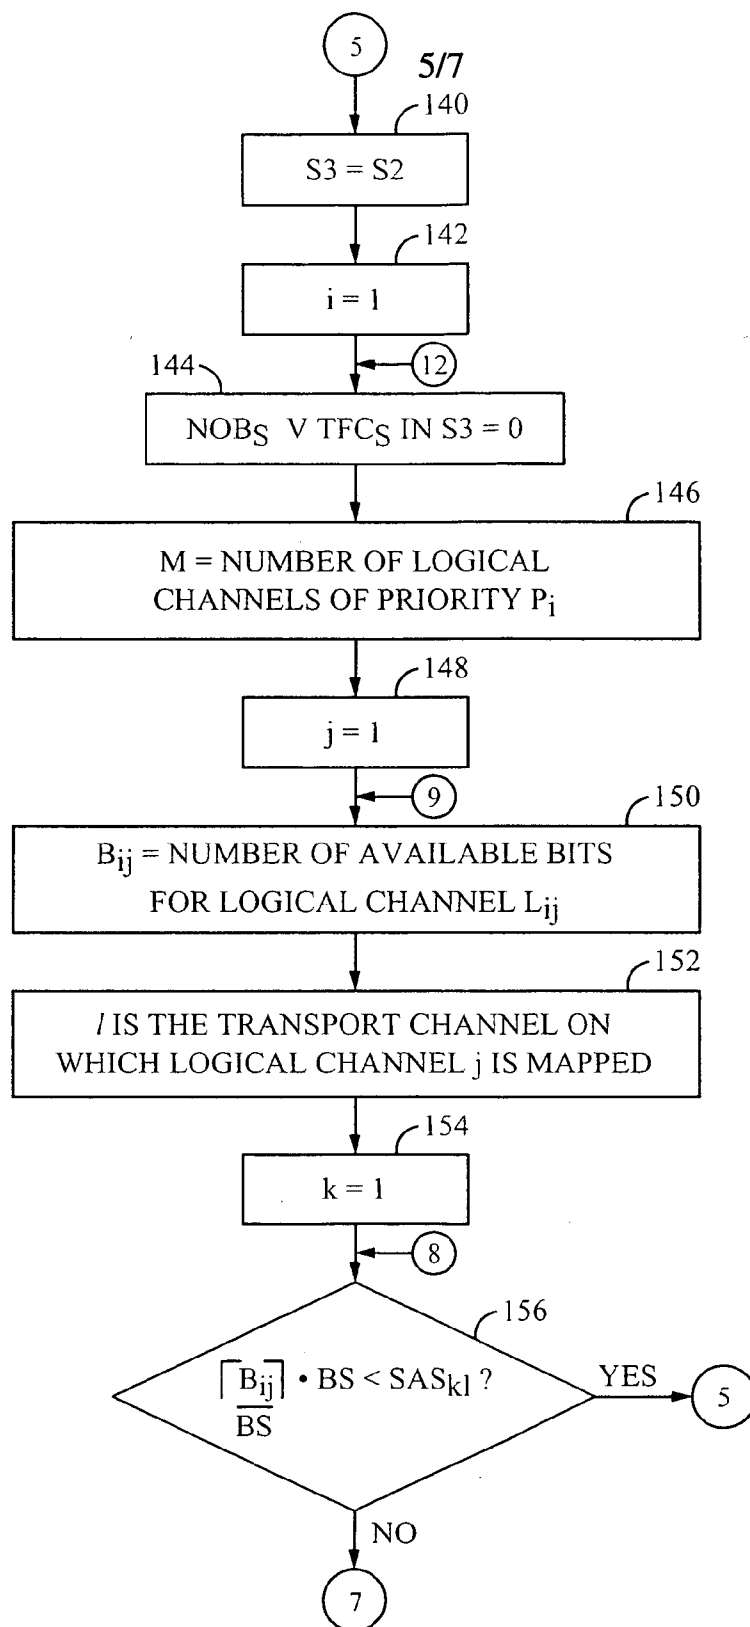 5
5/7
140
S3 = S2
142
i = 1
12
144
NOBS V TFCS IN S3 = 0
146
M = NUMBER OF LOGICAL
CHANNELS OF PRIORITY Pi
148
j = 1
9
150
Bij = NUMBER OF AVAILABLE BITS
FOR LOGICAL CHANNEL Lij
152
l IS THE TRANSPORT CHANNEL ON
WHICH LOGICAL CHANNEL j IS MAPPED
154
k = 1
8
156
⌈Bij⌉ • BS < SASkl ?
BS
YES
5
NO
7